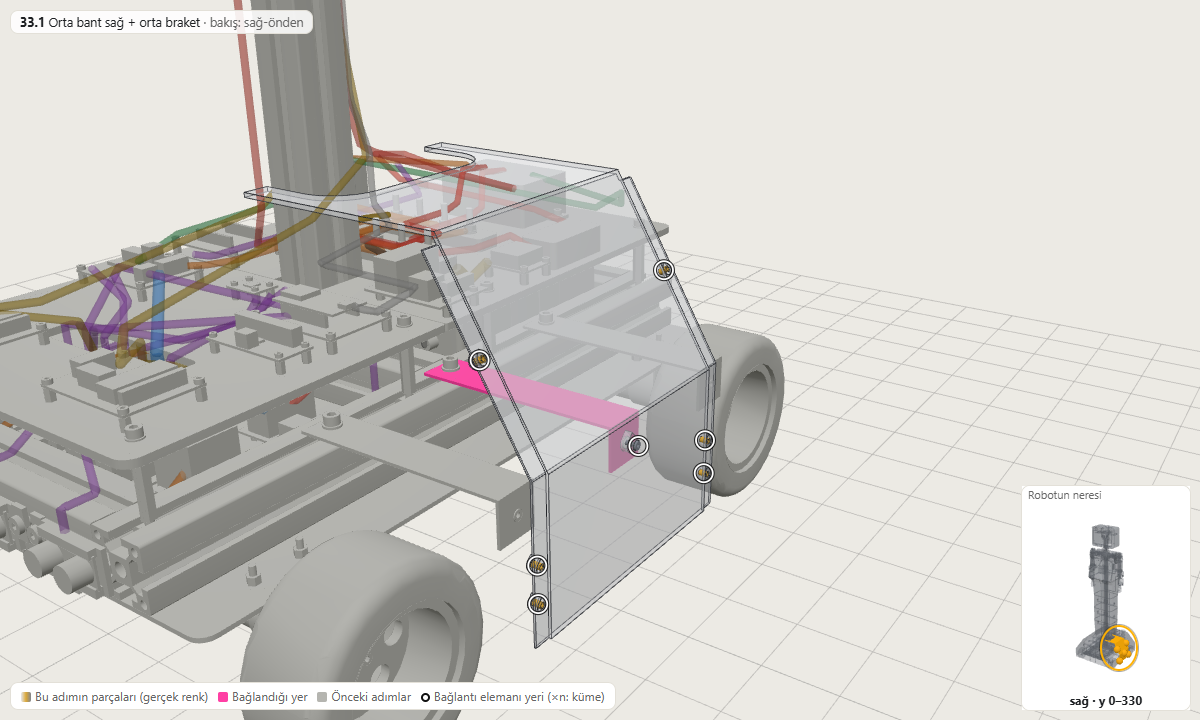 33.1 Orta bant sağ + orta braket · bakış: sağ-önden
Robotun neresi
sağ · y 0–330
Bu adımın parçaları (gerçek renk) Bağlandığı yer Önceki adımlar Bağlantı elemanı yeri (×n: küme)